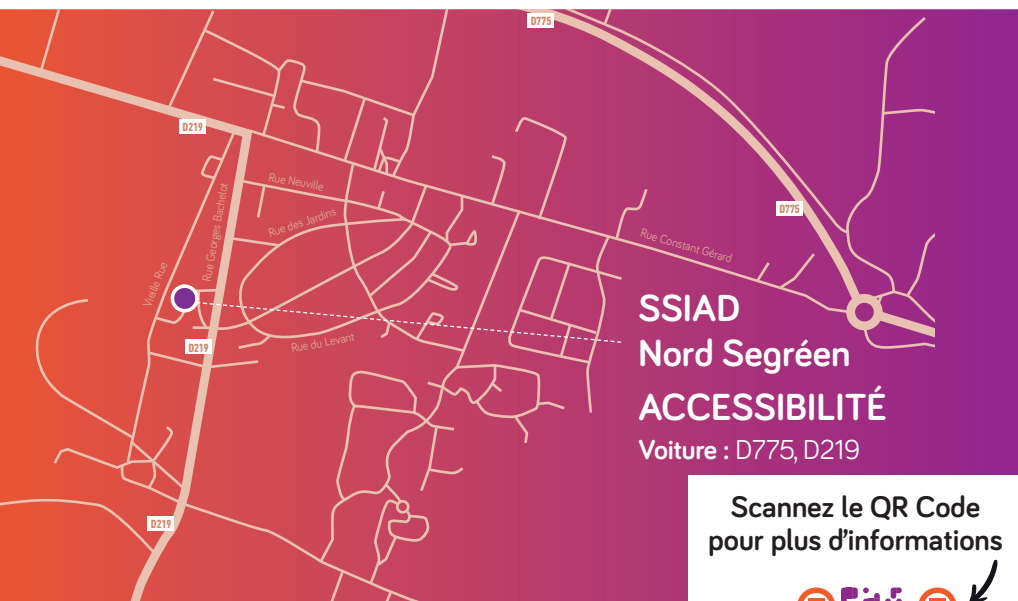 D775
D219
Rue Neuville
Rue Georges Bachelot
Rue des Jardins
D775
Rue Constant Gérard
Vielle Rue
SSIAD
Nord Segréen
D219
Rue du Levant
ACCESSIBILITÉ
Voiture : D775, D219
Scannez le QR Code
pour plus d'informations
D219